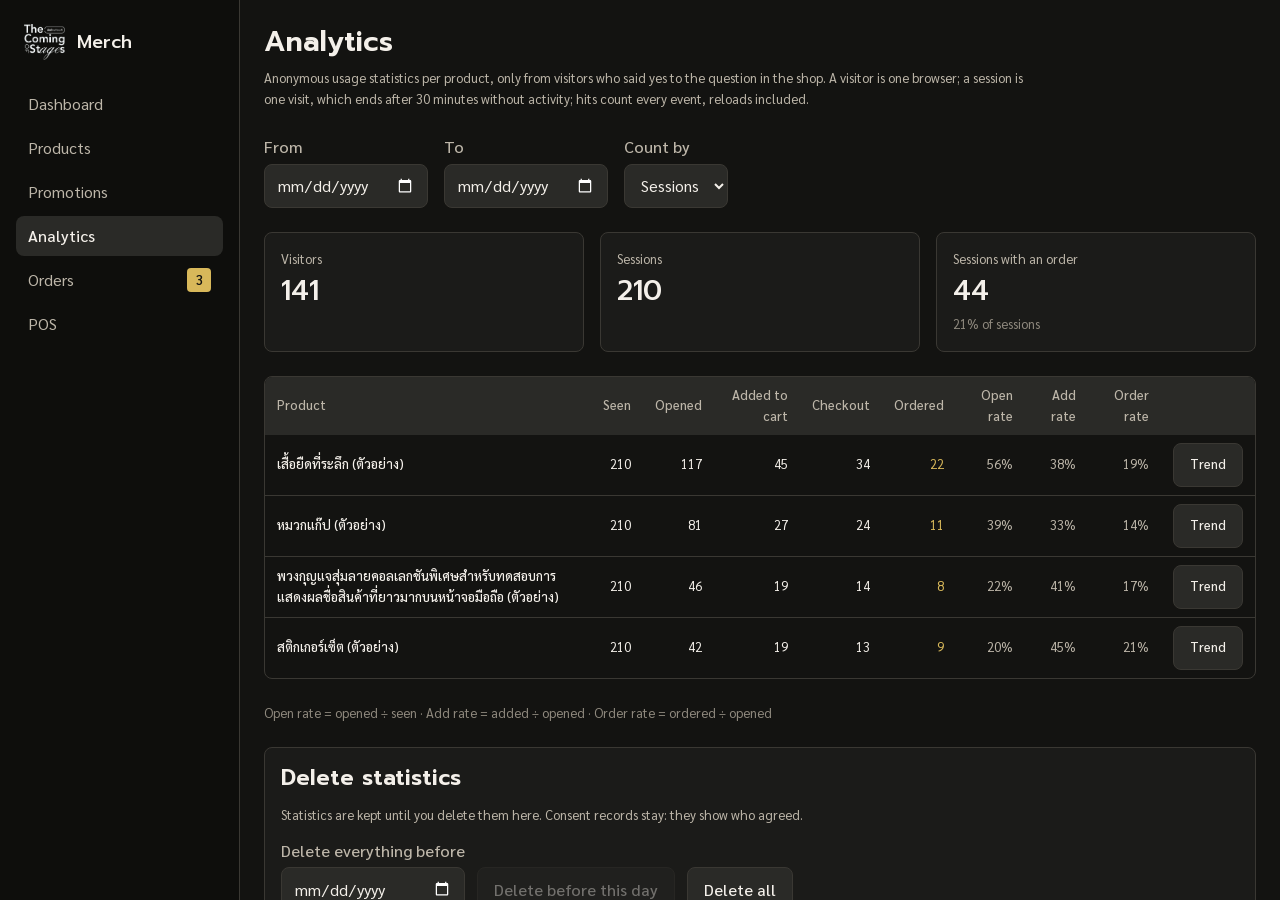 The
Coming
Stages
Merch
Dashboard
Products
Promotions
Analytics
Orders 3
POS
Analytics
Anonymous usage statistics per product, only from visitors who said yes to the question in the shop. A visitor is one browser; a session is
one visit, which ends after 30 minutes without activity; hits count every event, reloads included.
From To Count by
mm/dd/yyyy mm/dd/yyyy Sessions
Visitors Sessions Sessions with an order
141 210 44
21% of sessions
Product Seen Opened Added to cart Checkout Ordered Open rate Add rate Order rate
เสื้อยืดที่ระลึก (ตัวอย่าง) 210 117 45 34 22 56% 38% 19% Trend
หมวกแก๊ป (ตัวอย่าง) 210 81 27 24 11 39% 33% 14% Trend
พวงกุญแจสุ่มลายคอลเลกชันพิเศษสำหรับทดสอบการ
แสดงผลชื่อสินค้าที่ยาวมากบนหน้าจอมือถือ (ตัวอย่าง) 210 46 19 14 8 22% 41% 17% Trend
สติกเกอร์เซ็ต (ตัวอย่าง) 210 42 19 13 9 20% 45% 21% Trend
Open rate = opened ÷ seen · Add rate = added ÷ opened · Order rate = ordered ÷ opened
Delete statistics
Statistics are kept until you delete them here. Consent records stay: they show who agreed.
Delete everything before
mm/dd/yyyy Delete before this day Delete all